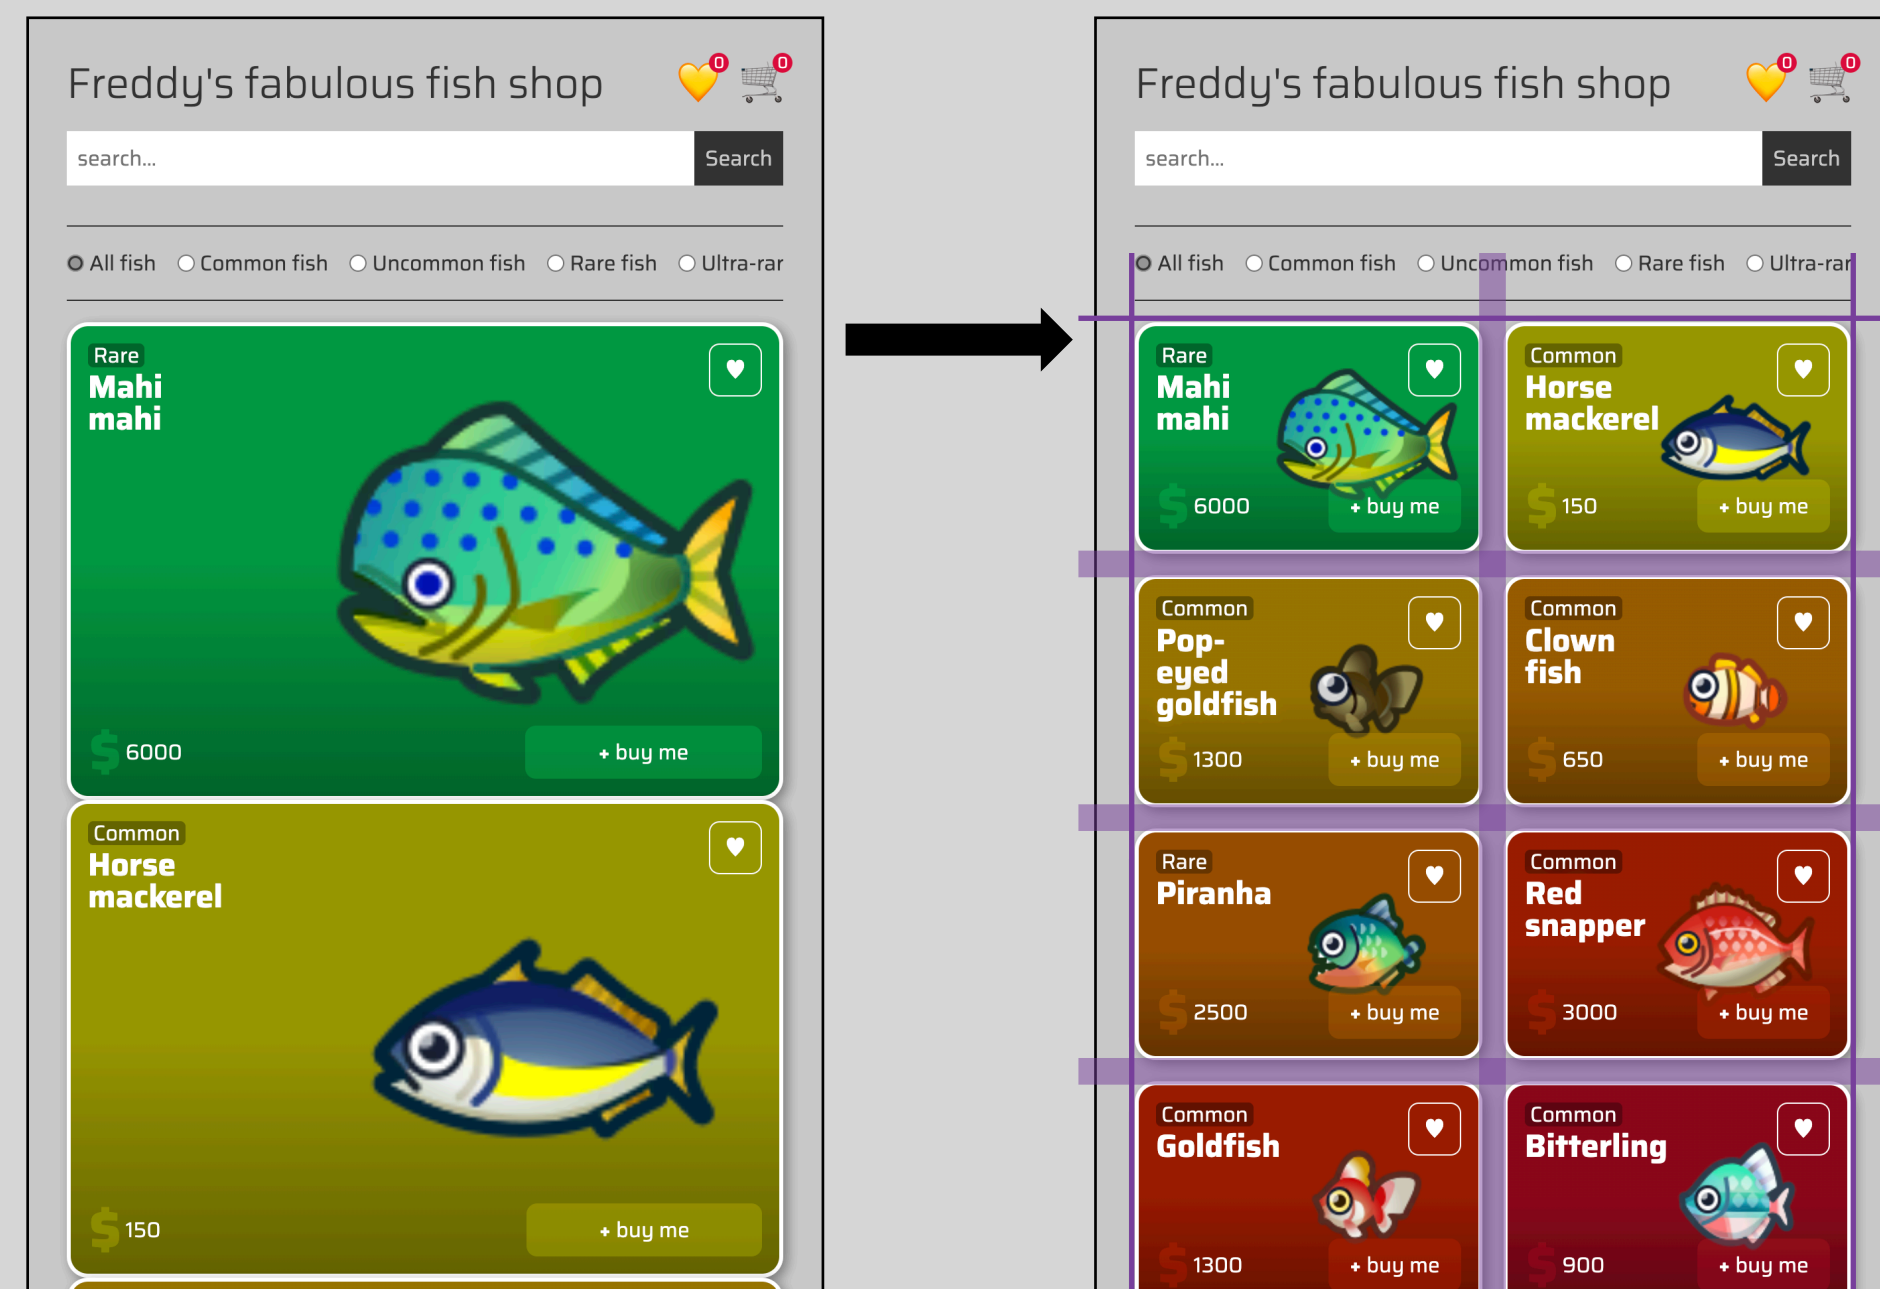 Freddy's fabulous fish shop
0
0
search...
Search
All fish
Common fish
Uncommon fish
Rare fish
Ultra-rar
Rare
Mahi
mahi
$ 6000
+ buy me
Common
Horse
mackerel
$ 150
+ buy me
Freddy's fabulous fish shop
0
0
search...
Search
All fish
Common fish
Uncommon fish
Rare fish
Ultra-rar
Rare
Mahi
mahi
$ 6000
+ buy me
Common
Horse
mackerel
$ 150
+ buy me
Common
Pop-
eyed
goldfish
$ 1300
+ buy me
Common
Clown
fish
$ 650
+ buy me
Rare
Piranha
$ 2500
+ buy me
Common
Red
snapper
$ 3000
+ buy me
Common
Goldfish
$ 1300
+ buy me
Common
Bitterling
$ 900
+ buy me